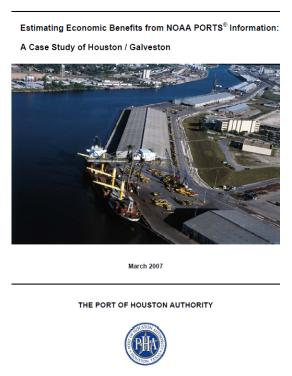 Estimating Economic Benefits from NOAA PORTS® Information:
A Case Study of Houston / Galveston
March 2007
THE PORT OF HOUSTON AUTHORITY
PHA